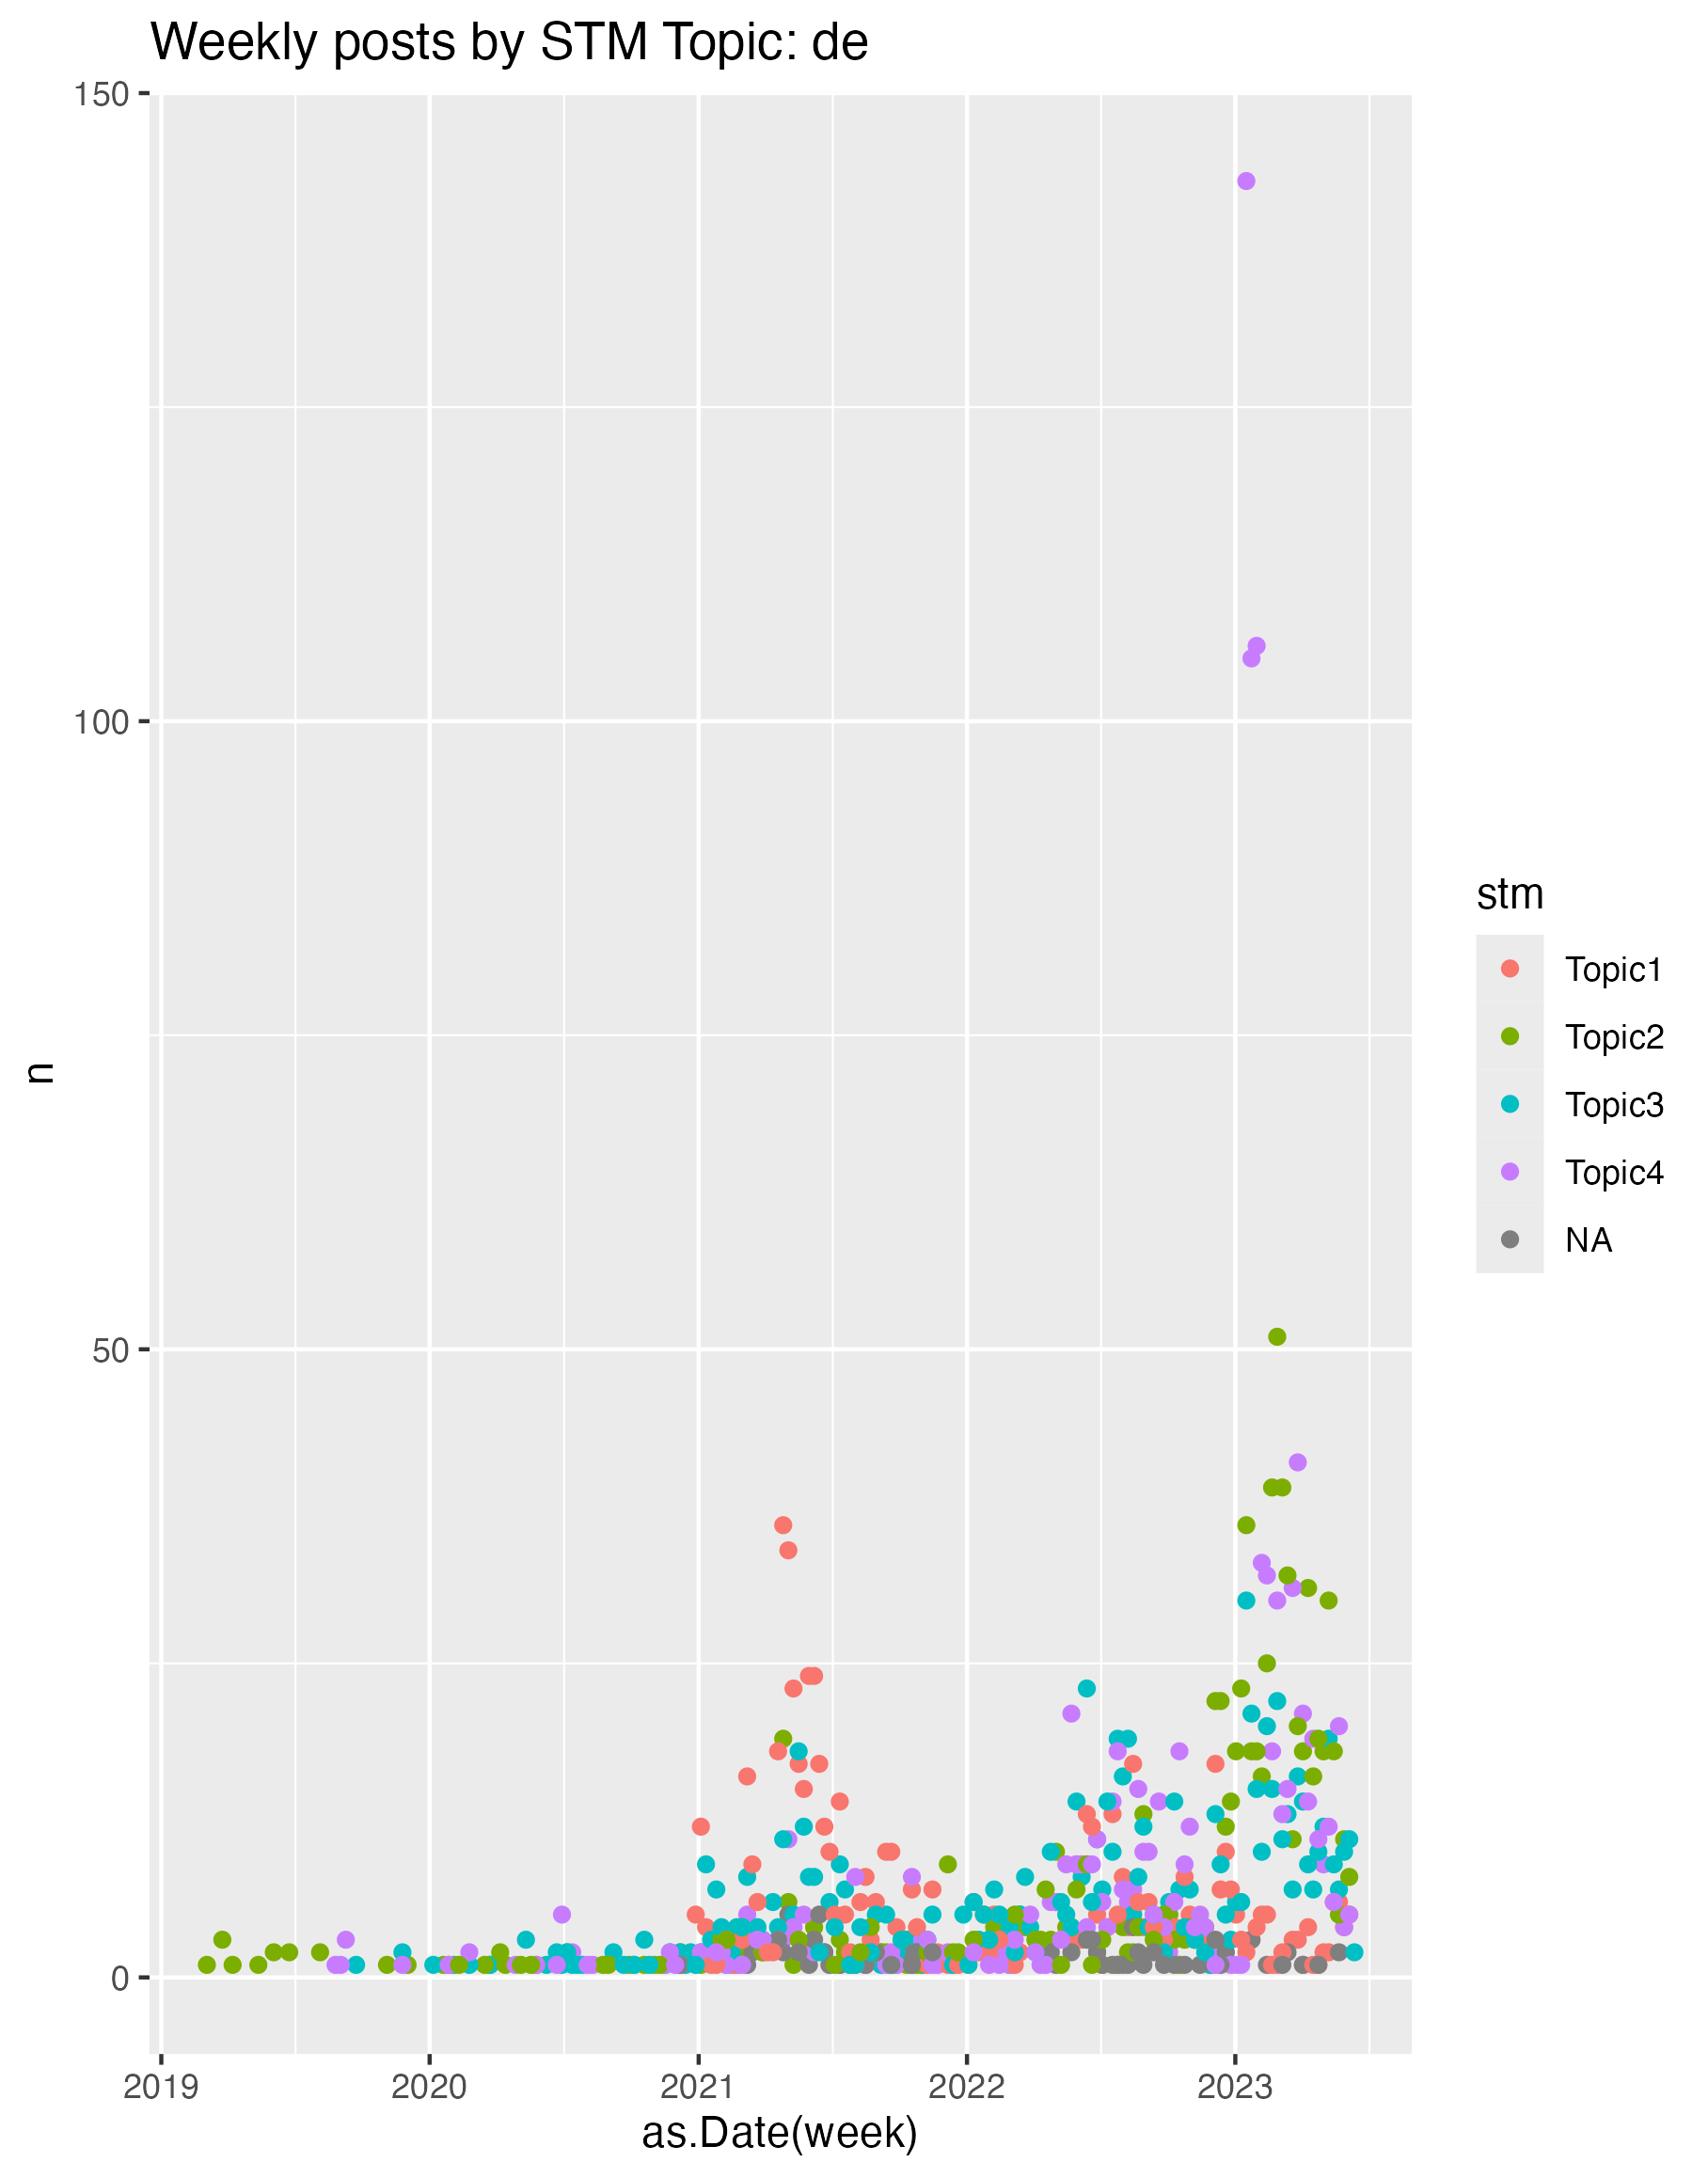 Weekly posts by STM Topic: de
150
100
50
0
n
2019 2020 2021 2022 2023
as.Date(week)
stm
Topic1
Topic2
Topic3
Topic4
NA